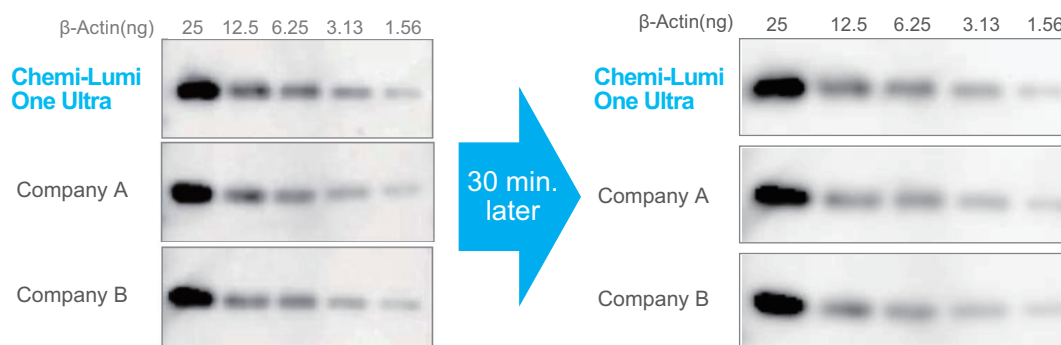 β-Actin(ng) 25 12.5 6.25 3.13 1.56
Chemi-Lumi
One Ultra
Company A
Company B
30 min.
later
β-Actin(ng) 25 12.5 6.25 3.13 1.56
Chemi-Lumi
One Ultra
Company A
Company B